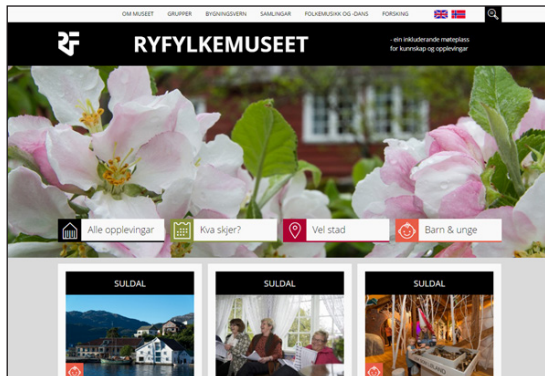 OM MUSEET GRUPPER BYGNINGSVERN SAMLINGAR FOLKEMUSIKK OG -DANS FORSKING
RF
RYFYLKEMUSEET
- ein inkluderande møteplass
for kunnskap og opplevingar
Alle opplevingar
Kva skjer?
Vel stad
Barn & unge
SULDAL
SULDAL
SULDAL